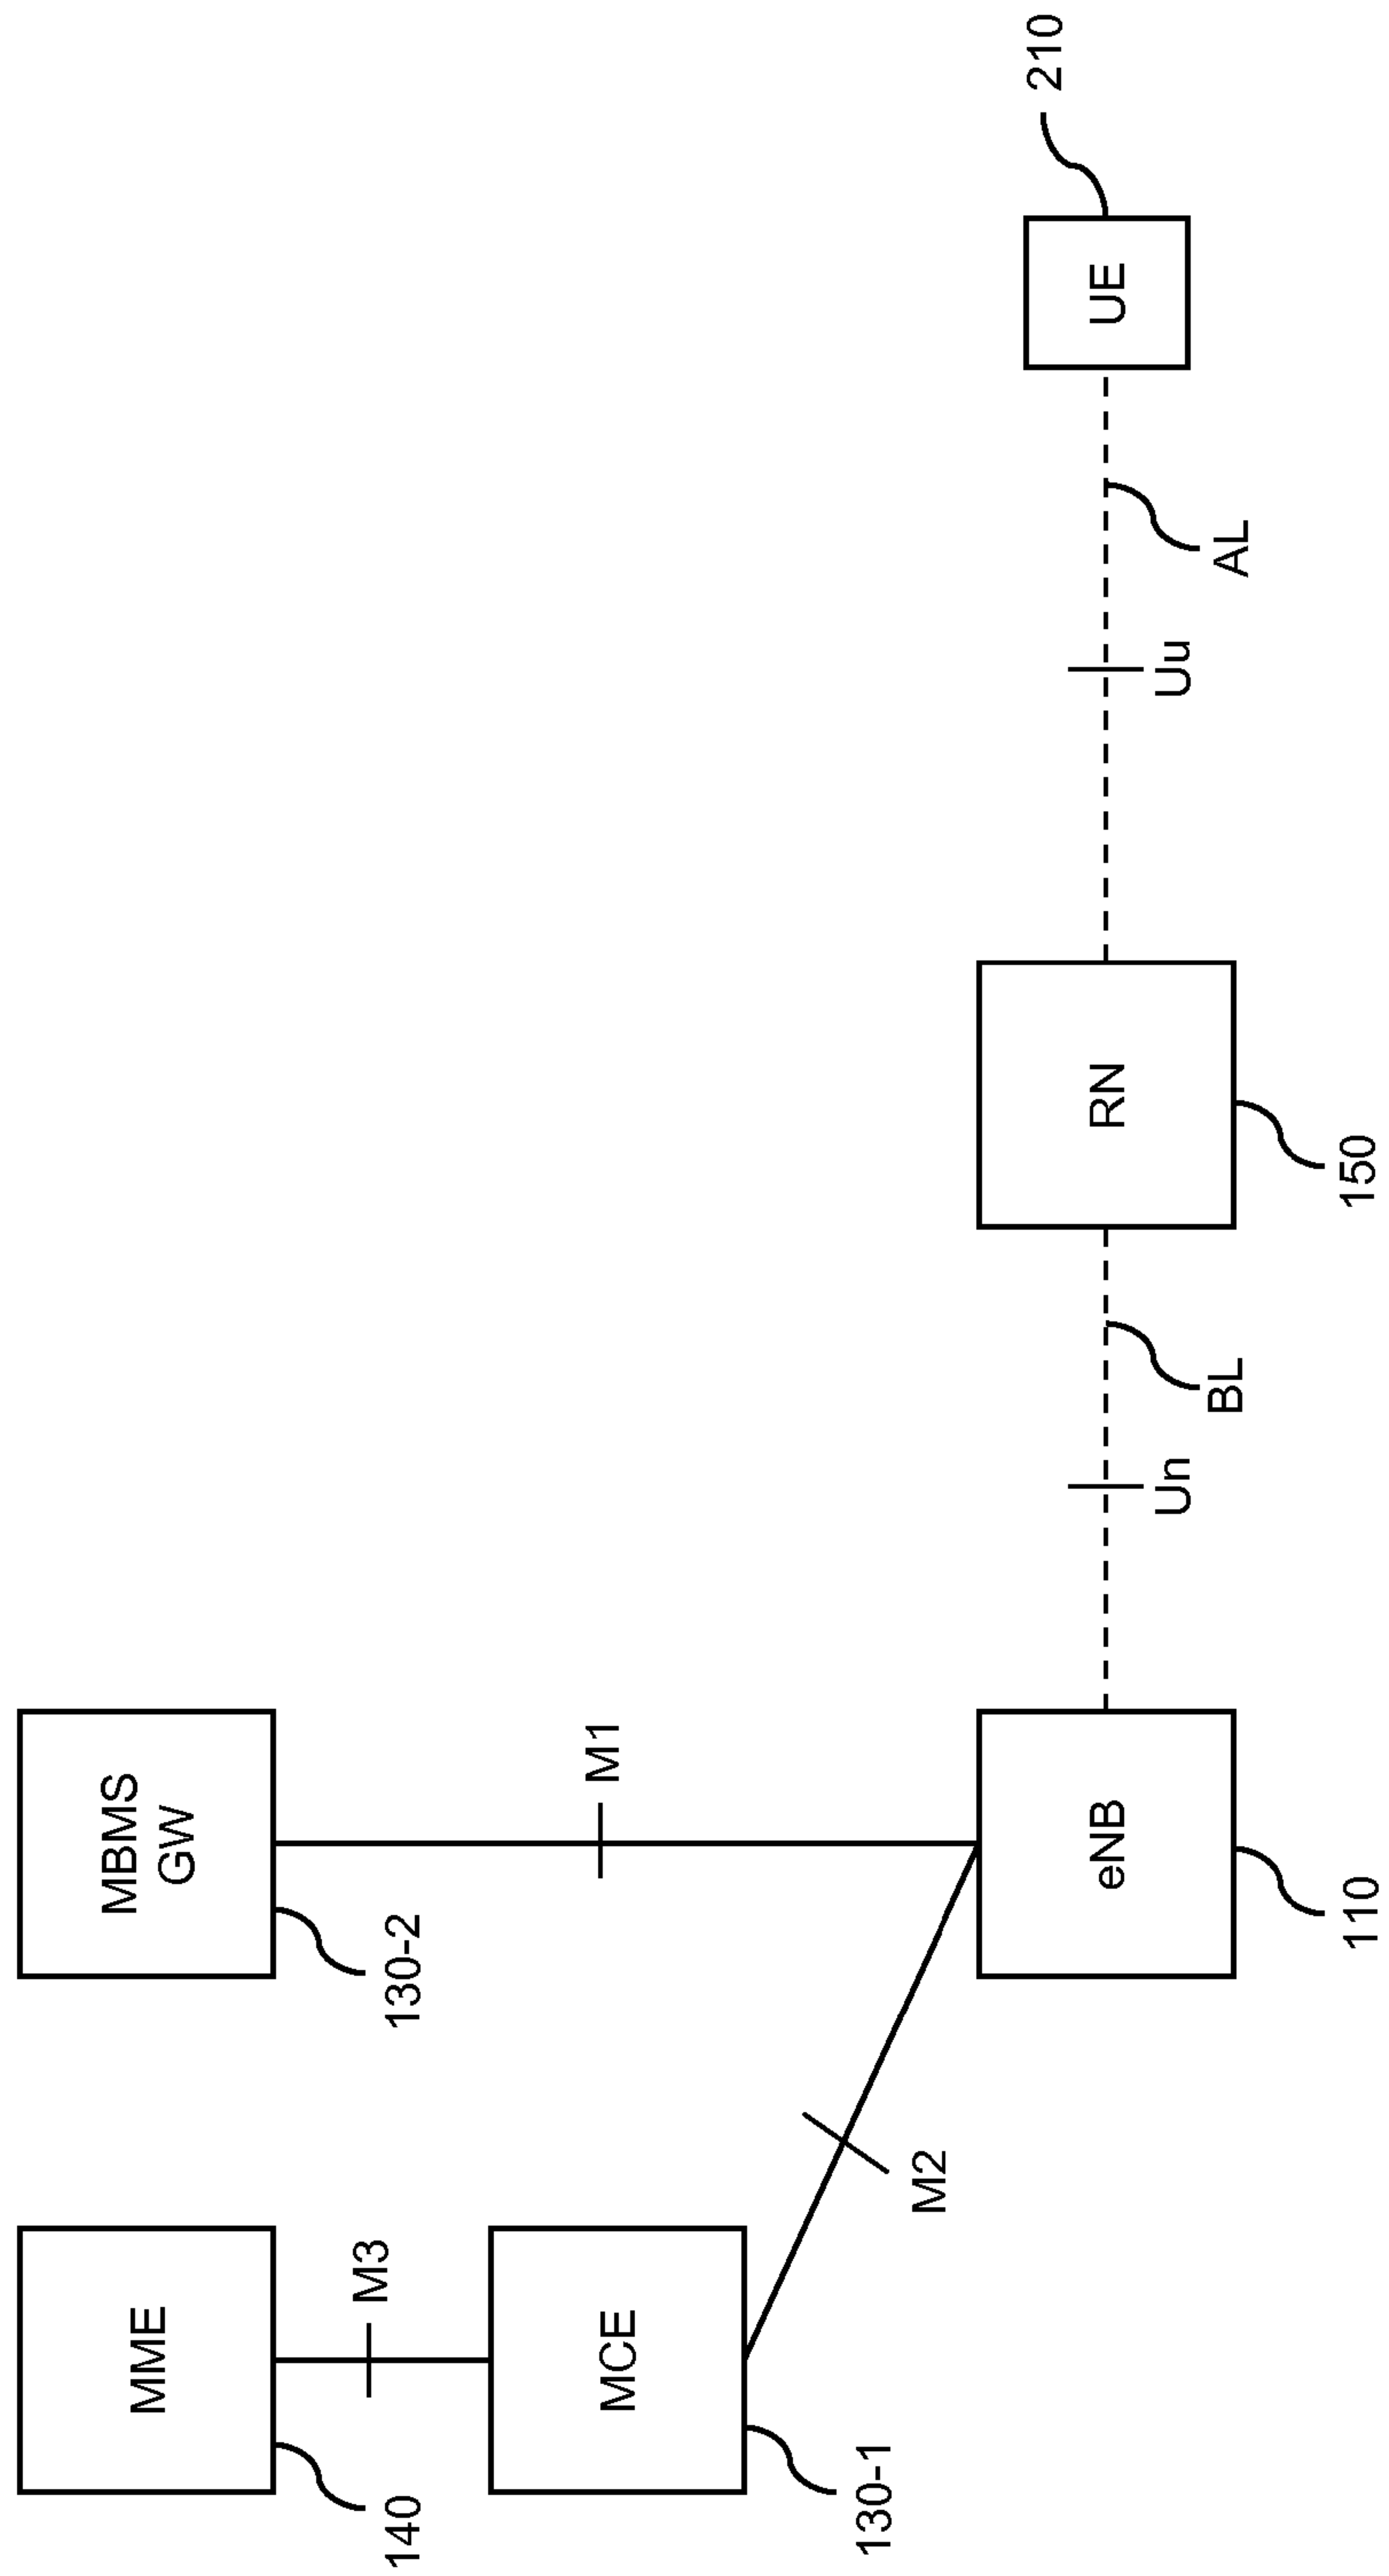 MME
140
M3
MCE
130-1
M2
MBMS
GW
130-2
M1
eNB
110
Un
BL
RN
150
Uu
AL
UE
210